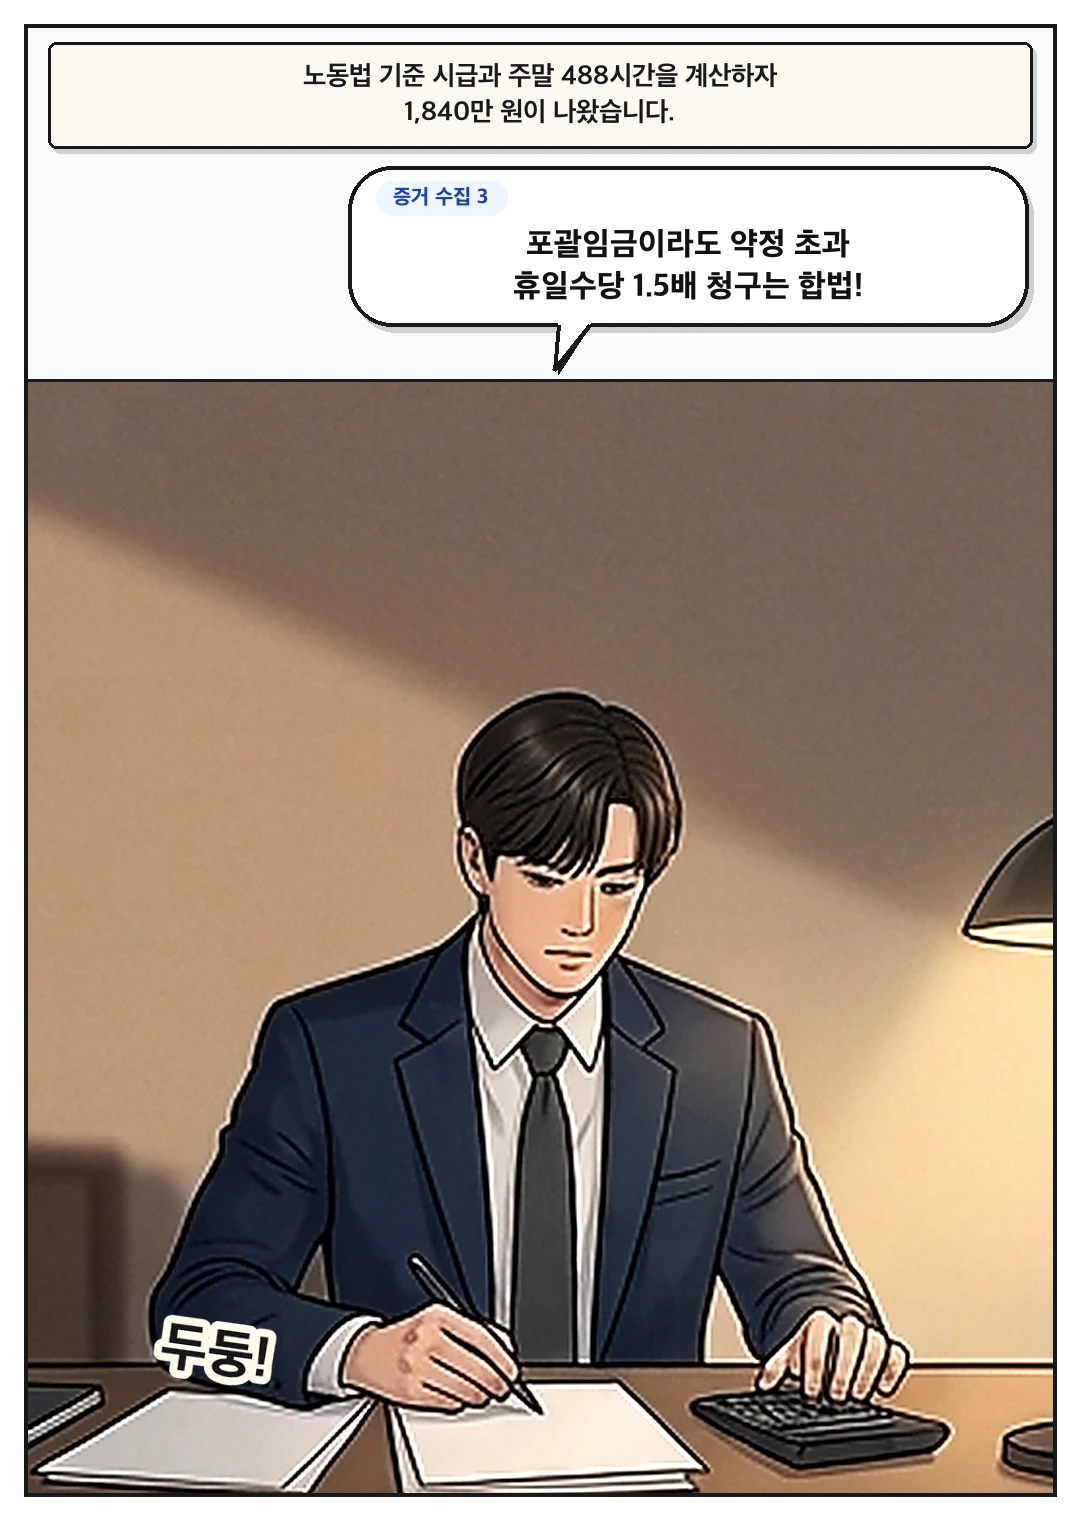 노동법 기준 시급과 주말 488시간을 계산하자
1,840만 원이 나왔습니다.
증거 수집 3
포괄임금이라도 약정 초과
휴일수당 1.5배 청구는 합법!
두둥!